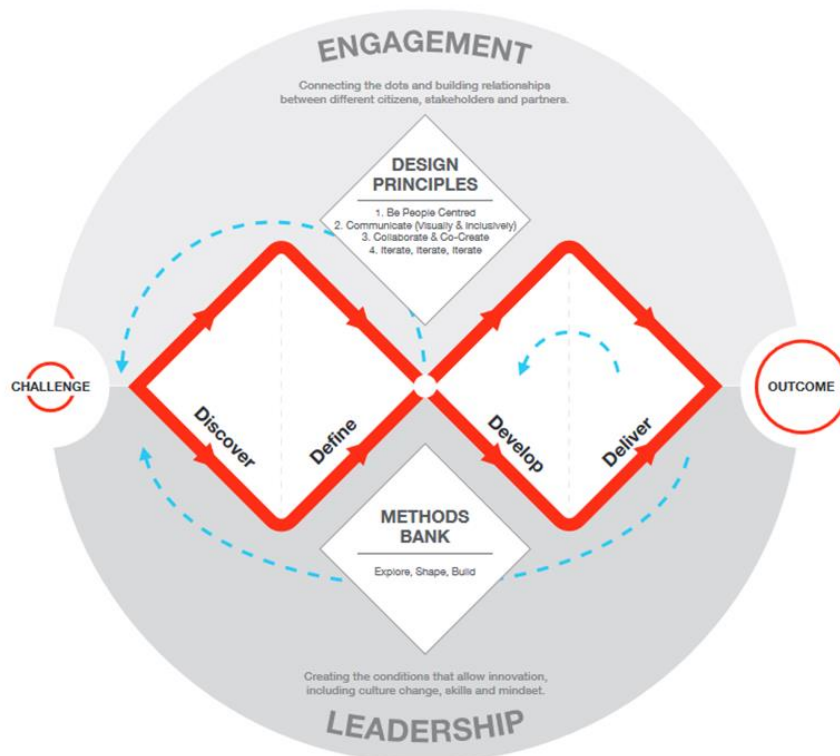 ENGAGEMENT
Connecting the dots and building relationships
between different citizens, stakeholders and partners.
DESIGN
PRINCIPLES
1. Be People Centred
2. Communicate (Visually & Inclusively)
3. Collaborate & Co-Create
4. Iterate, Iterate, Iterate
CHALLENGE
Discover
Define
Develop
Deliver
OUTCOME
METHODS
BANK
Explore, Shape, Build
Creating the conditions that allow innovation,
including culture change, skills and mindset.
LEADERSHIP